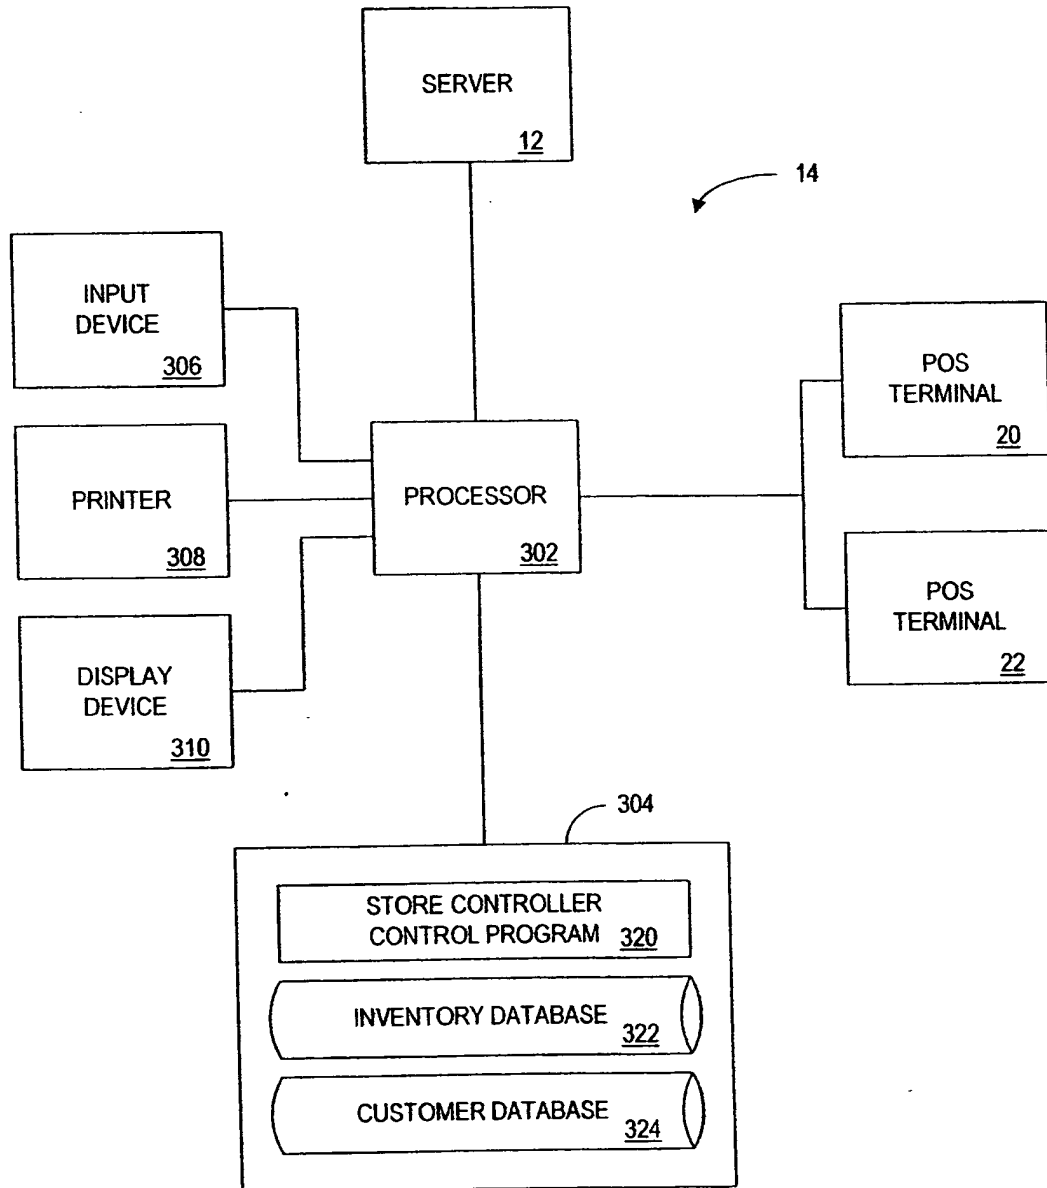 SERVER
12
14
INPUT
DEVICE
306
POS
TERMINAL
20
PRINTER
308
PROCESSOR
302
POS
TERMINAL
22
DISPLAY
DEVICE
310
304
STORE CONTROLLER
CONTROL PROGRAM 320
INVENTORY DATABASE 322
CUSTOMER DATABASE 324